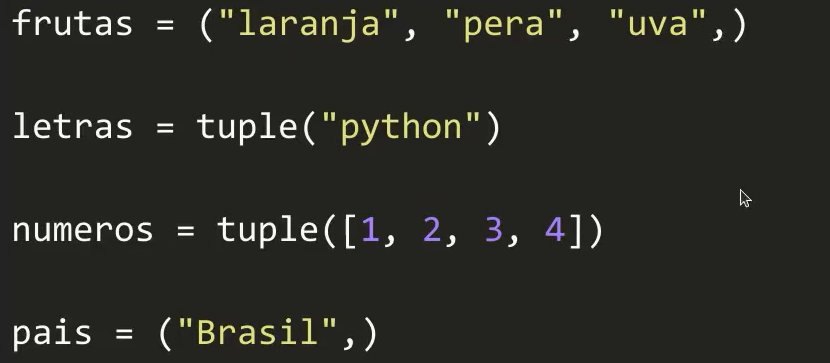 frutas = ("laranja", "pera", "uva",)
letras = tuple("python")
numeros = tuple([1, 2, 3, 4])
pais = ("Brasil",)